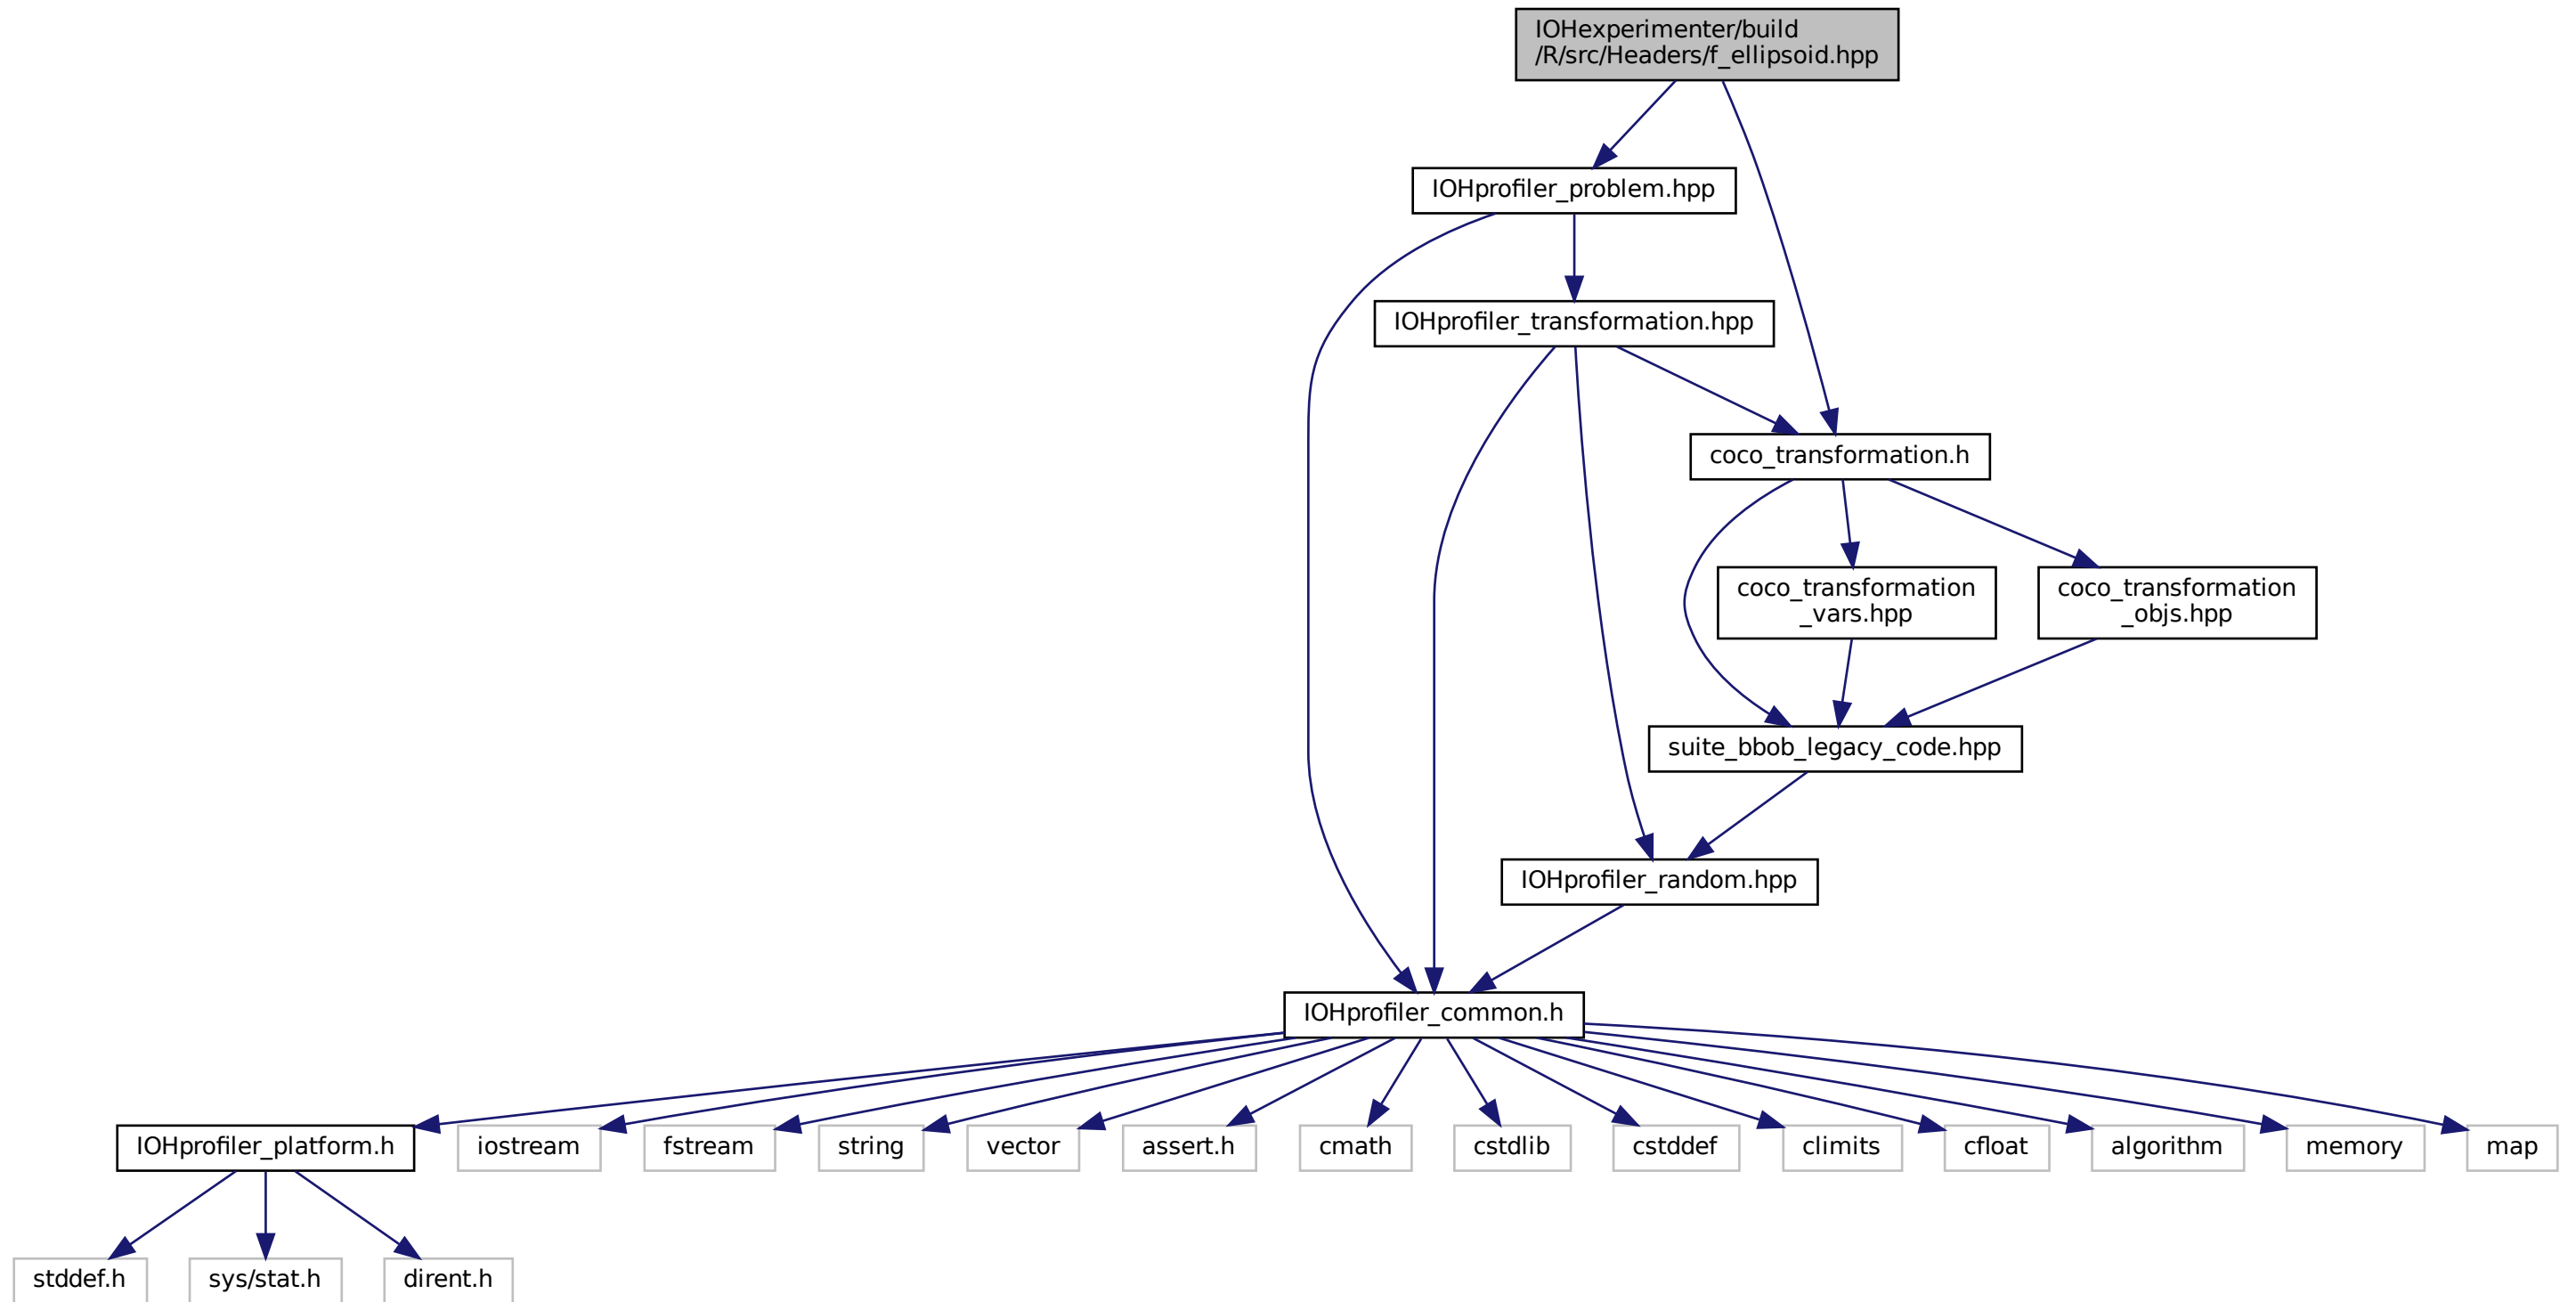 IOHexperimenter/build
/R/src/Headers/f_ellipsoid.hpp
IOHprofiler_problem.hpp
IOHprofiler_transformation.hpp
coco_transformation.h
coco_transformation
_vars.hpp
coco_transformation
_objs.hpp
suite_bbob_legacy_code.hpp
IOHprofiler_random.hpp
IOHprofiler_common.h
IOHprofiler_platform.h
iostream
fstream
string
vector
assert.h
cmath
cstdlib
cstddef
climits
cfloat
algorithm
memory
map
stddef.h
sys/stat.h
dirent.h